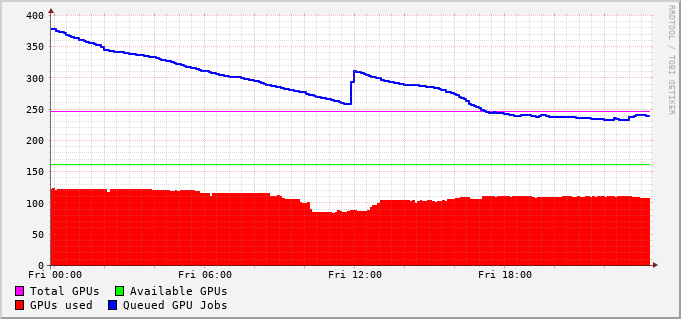 400
350
300
250
200
150
100
50
0
Fri 00:00 Fri 06:00 Fri 12:00 Fri 18:00
Total GPUs Available GPUs
GPUs used Queued GPU Jobs
RRDTOOL / TOBI OETIKER